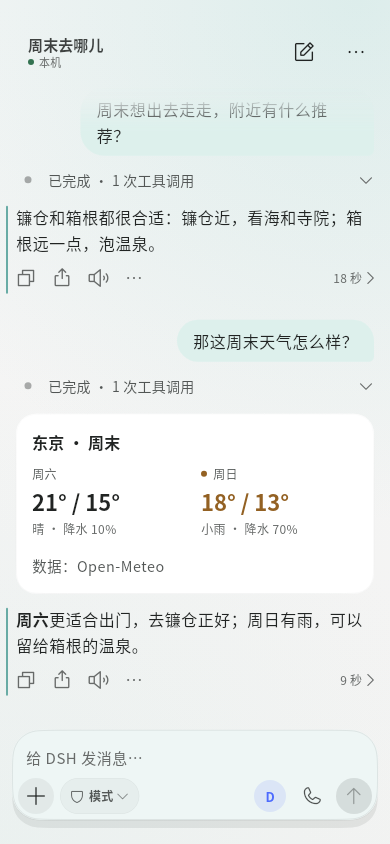 周末去哪儿
本机
周末想出去走走，附近有什么推
荐？
已完成 · 1 次工具调用
镰仓和箱根都很合适：镰仓近，看海和寺院；箱
根远一点，泡温泉。
18 秒
那这周末天气怎么样？
已完成 · 1 次工具调用
东京 · 周末
周六
周日
21° / 15°
18° / 13°
晴 · 降水 10%
小雨 · 降水 70%
数据：Open-Meteo
周六更适合出门，去镰仓正好；周日有雨，可以
留给箱根的温泉。
9 秒
给 DSH 发消息…
模式
D